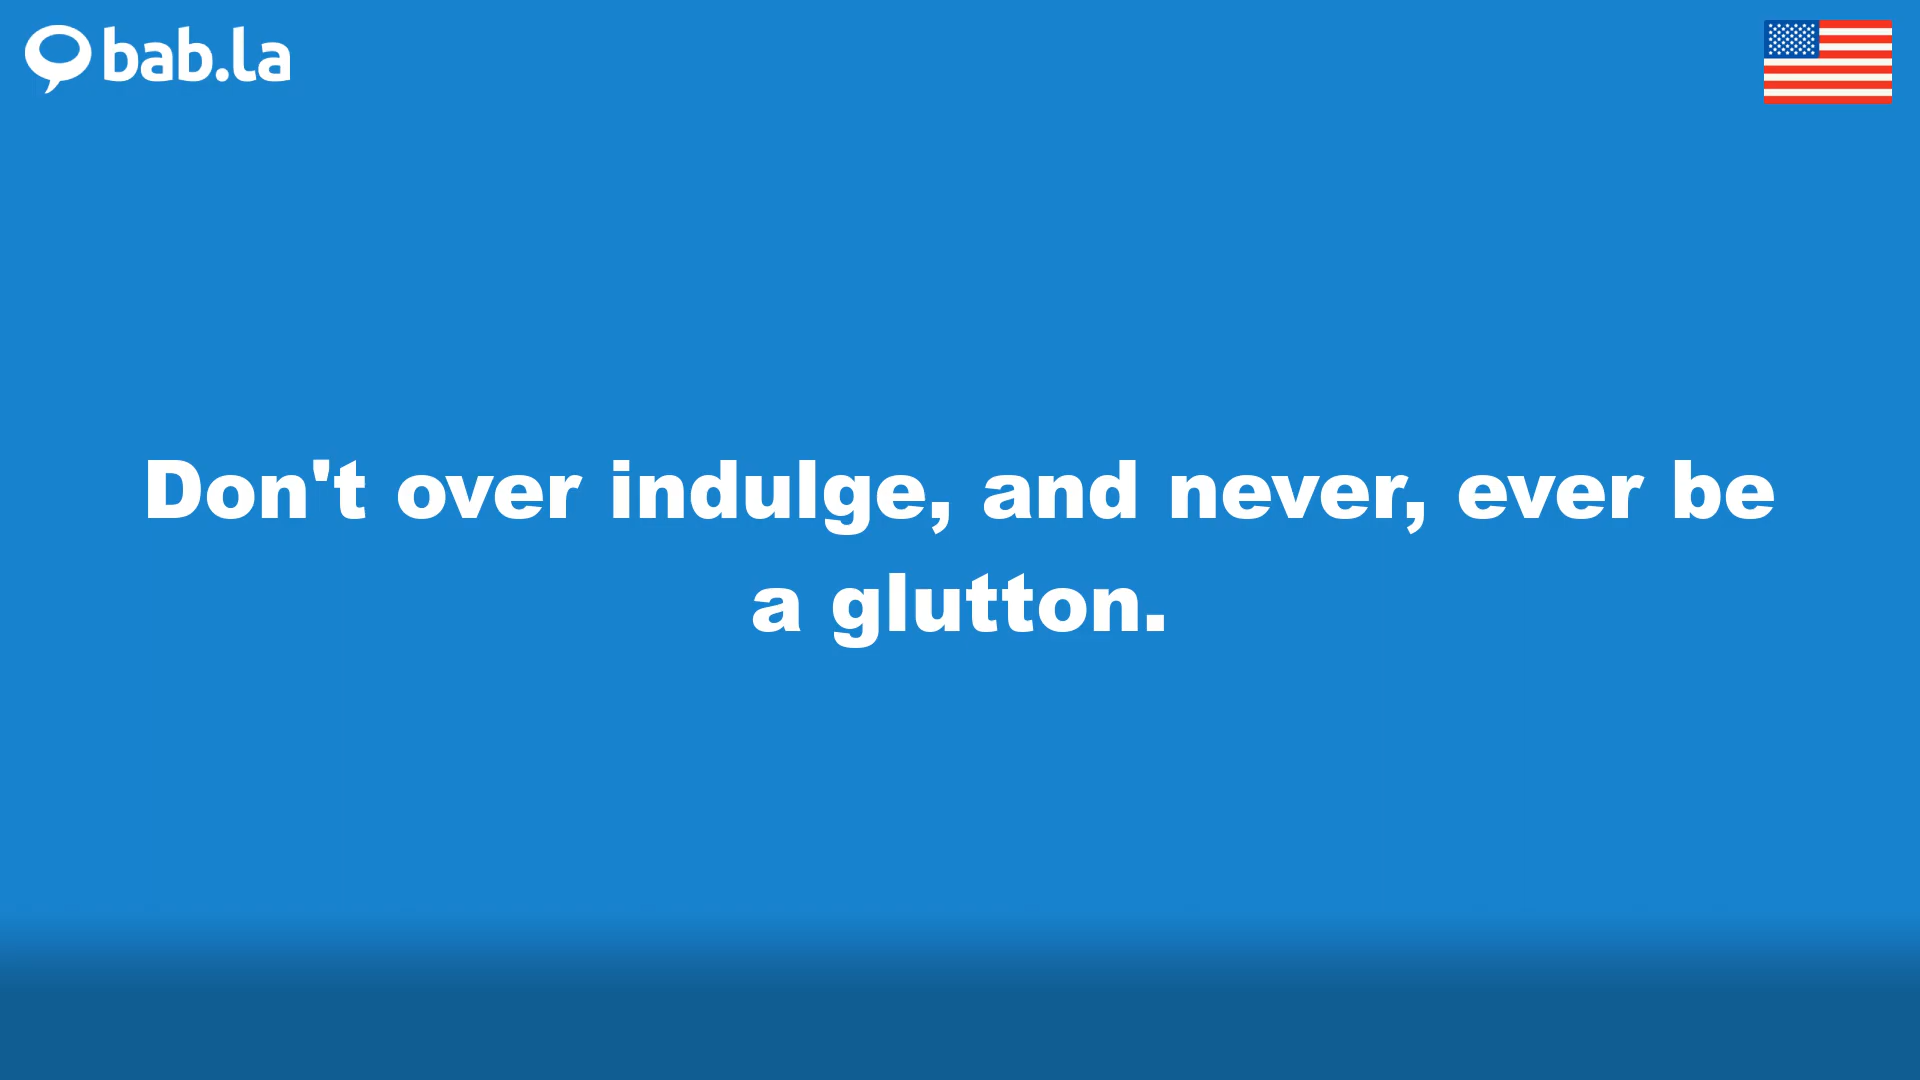 bab.la
Don't over indulge, and never, ever be
a glutton.